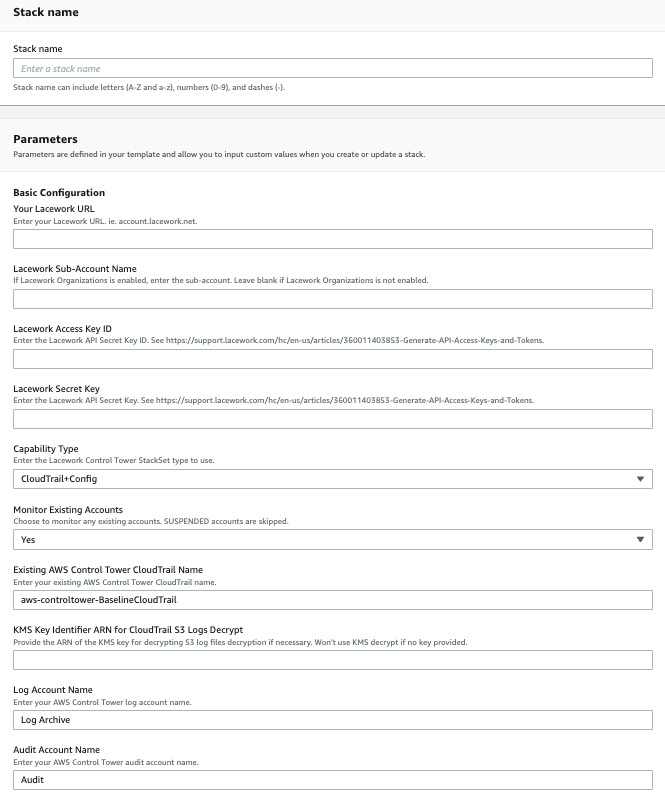 Stack name
Stack name
Enter a stack name
Stack name can include letters (A-Z and a-z), numbers (0-9), and dashes (-).
Parameters
Parameters are defined in your template and allow you to input custom values when you create or update a stack.
Basic Configuration
Your Lacework URL
Enter your Lacework URL. ie. account.lacework.net.
Lacework Sub-Account Name
If Lacework Organizations is enabled, enter the sub-account. Leave blank if Lacework Organizations is not enabled.
Lacework Access Key ID
Enter the Lacework API Secret Key ID. See https://support.lacework.com/hc/en-us/articles/360011403853-Generate-API-Access-Keys-and-Tokens.
Lacework Secret Key
Enter the Lacework API Secret Key. See https://support.lacework.com/hc/en-us/articles/360011403853-Generate-API-Access-Keys-and-Tokens.
Capability Type
Enter the Lacework Control Tower StackSet type to use.
CloudTrail+Config
Monitor Existing Accounts
Choose to monitor any existing accounts. SUSPENDED accounts are skipped.
Yes
Existing AWS Control Tower CloudTrail Name
Enter your existing AWS Control Tower CloudTrail name.
aws-controltower-BaselineCloudTrail
KMS Key Identifier ARN for CloudTrail S3 Logs Decrypt
Provide the ARN of the KMS key for decrypting S3 log files decryption if necessary. Won't use KMS decrypt if no key provided.
Log Account Name
Enter your AWS Control Tower log account name.
Log Archive
Audit Account Name
Enter your AWS Control Tower audit account name.
Audit